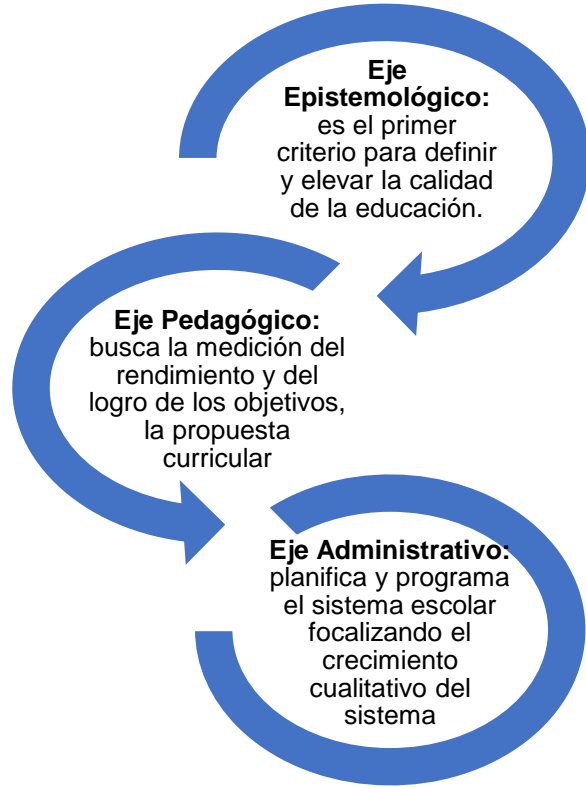 Eje
Epistemológico:
es el primer
criterio para definir
y elevar la calidad
de la educación.
Eje Pedagógico:
busca la medición del
rendimiento y del
logro de los objetivos,
la propuesta
curricular
Eje Administrativo:
planifica y programa
el sistema escolar
focalizando el
crecimiento
cualitativo del
sistema